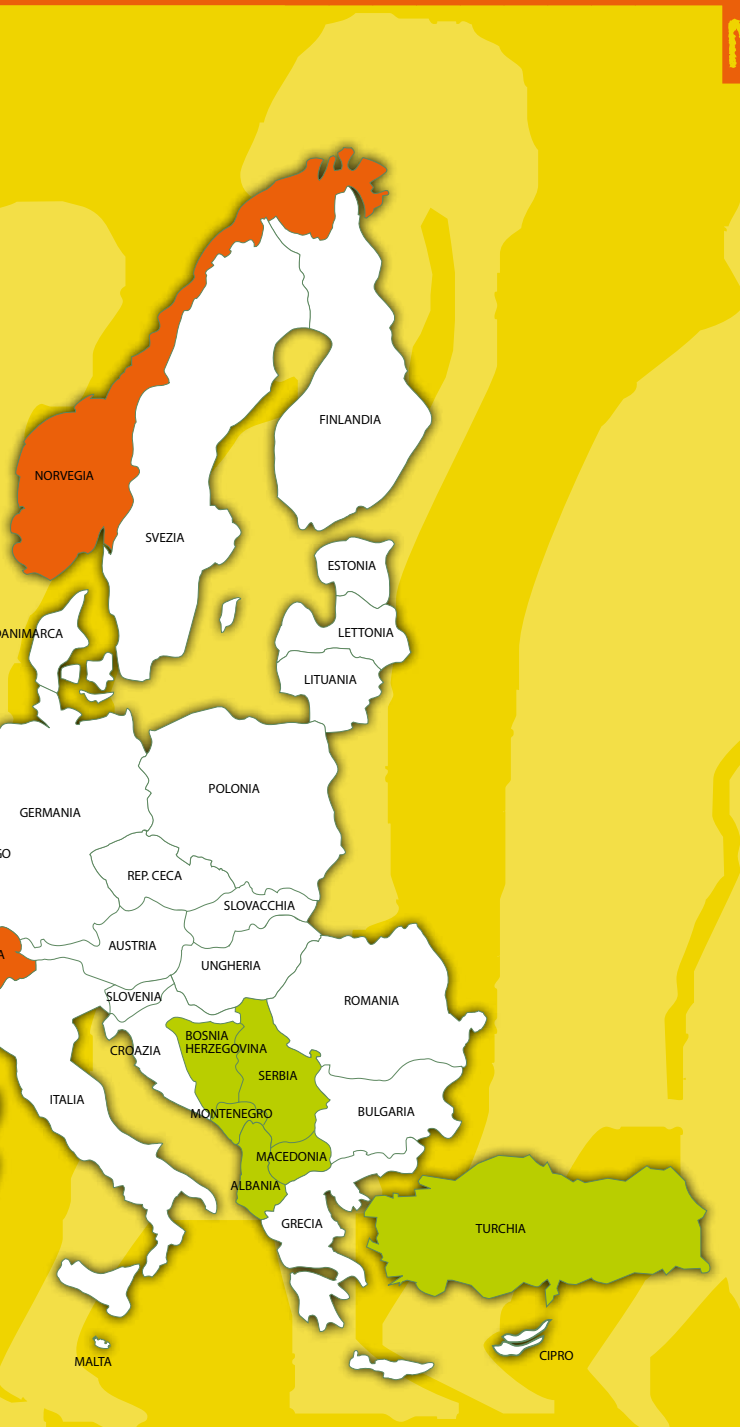 FINLANDIA
NORVEGIA
SVEZIA
ESTONIA
DANIMARCA
LETTONIA
LITUANIA
POLONIA
GERMANIA
GO
REP. CECA
SLOVACCHIA
AUSTRIA
A
UNGHERIA
SLOVENIA
ROMANIA
BOSNIA
HERZEGOVINA
CROAZIA
SERBIA
ITALIA
MONTENEGRO
BULGARIA
MACEDONIA
ALBANIA
GRECIA
TURCHIA
CIPRO
MALTA